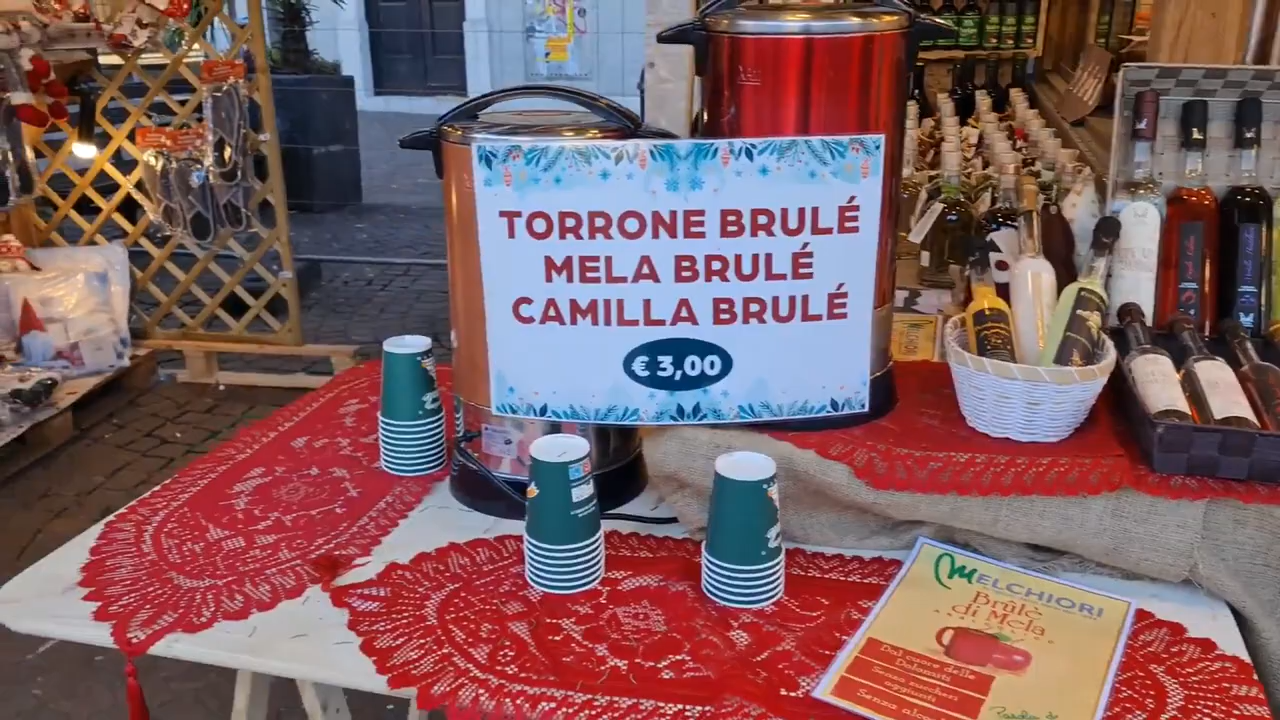 TORRONE BRULÉ
MELA BRULÉ
CAMILLA BRULÉ
€ 3,00
MELCHIORI
Brulè
di Mela
Dal cuore delle
Dolomiti
Senza zuccheri
aggiunti
Senza